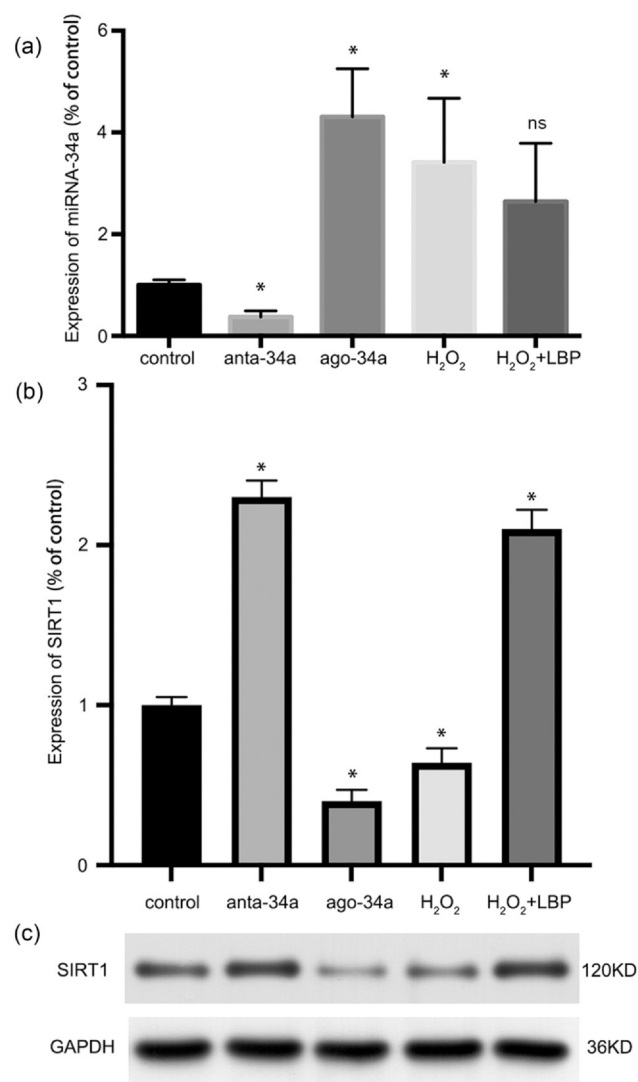 (a)
Expression of miRNA-34a (% of control)
6
4
2
0
*
*
*
ns
control anta-34a ago-34a H₂O₂ H₂O₂+LBP
(b)
Expression of SIRT1 (% of control)
3
2
1
0
*
*
*
*
control anta-34a ago-34a H₂O₂ H₂O₂+LBP
(c)
SIRT1 120KD
GAPDH 36KD